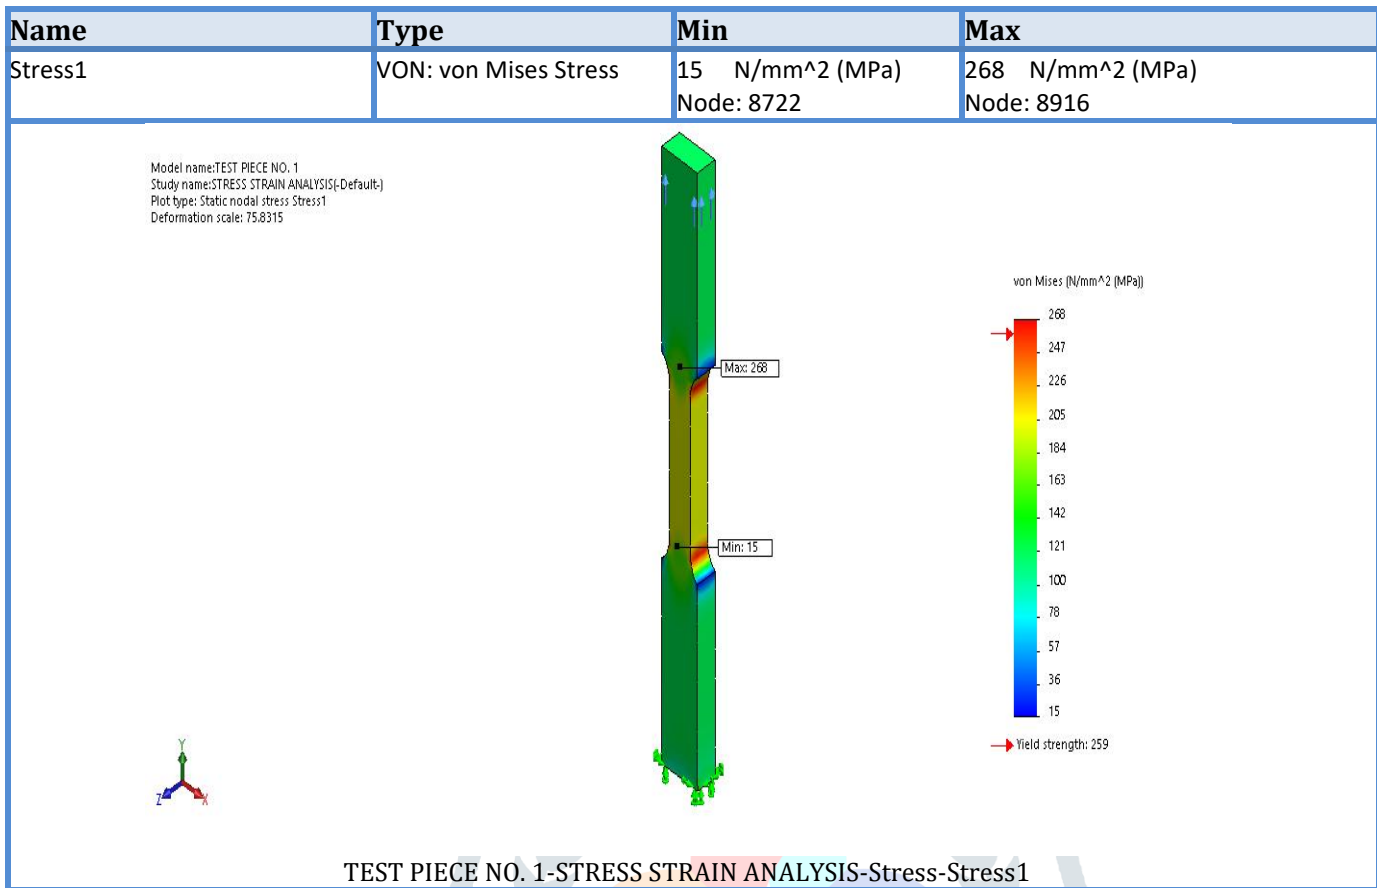 Name Type Min Max
Stress1 VON: von Mises Stress 15 N/mm^2 (MPa) 268 N/mm^2 (MPa)
Node: 8722 Node: 8916
Model name:TEST PIECE NO. 1
Study name:STRESS STRAIN ANALYSIS(-Default-)
Plot type: Static nodal stress Stress1
Deformation scale: 75.8315
von Mises (N/mm^2 (MPa))
268
247
226
205
184
163
142
121
100
78
57
36
15
Yield strength: 259
Max: 268
Min: 15
Y
Z
X
TEST PIECE NO. 1-STRESS STRAIN ANALYSIS-Stress-Stress1